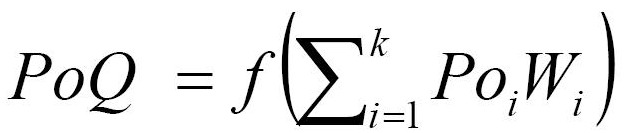 PoQ = f(∑_{i=1}^{k} Po_i W_i)